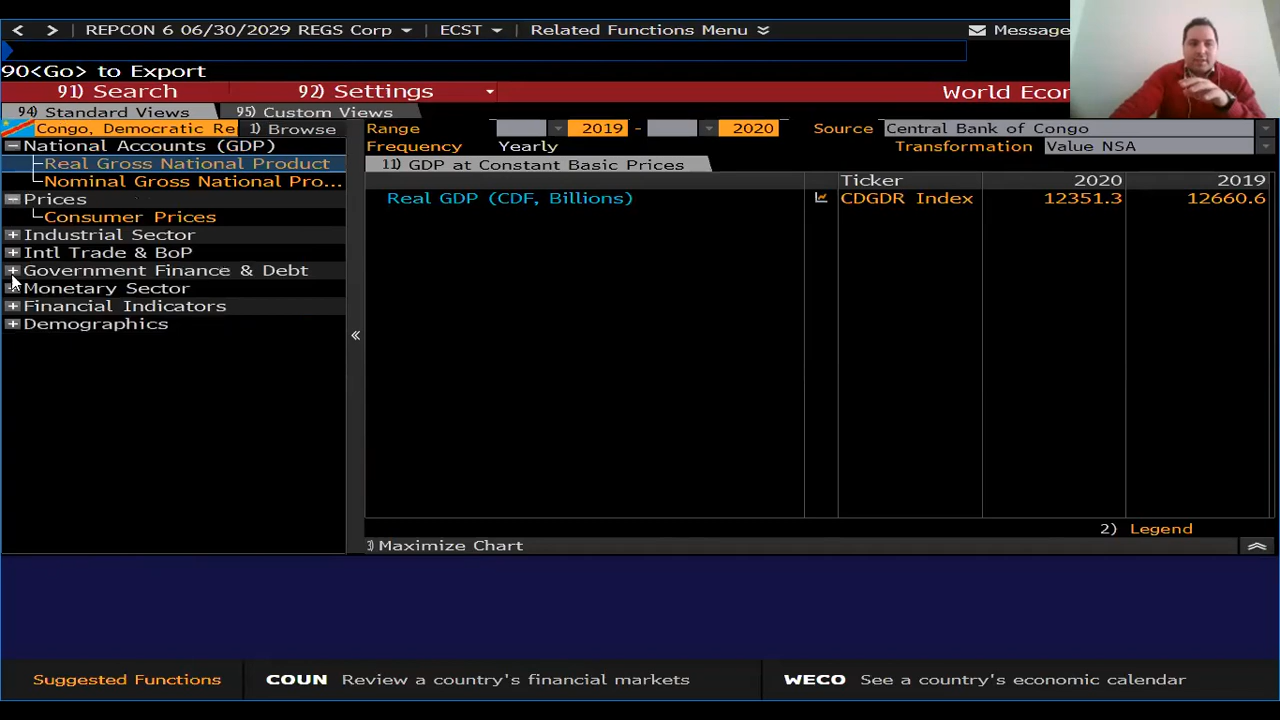 < > REPCON 6 06/30/2029 REGS Corp ECST Related Functions Menu Message
90<Go> to Export
91) Search 92) Settings World Econ
94) Standard Views 95) Custom Views
Congo, Democratic Re 1) Browse Range 2019 - 2020 Source Central Bank of Congo
National Accounts (GDP) Frequency Yearly Transformation Value NSA
Real Gross National Product 11) GDP at Constant Basic Prices
Nominal Gross National Pro... Ticker 2020 2019
Prices Real GDP (CDF, Billions) CDGDR Index 12351.3 12660.6
Consumer Prices
Industrial Sector
Intl Trade & BoP
Government Finance & Debt
Monetary Sector
Financial Indicators
Demographics
«
2) Legend
3) Maximize Chart
Suggested Functions COUN Review a country's financial markets WECO See a country's economic calendar